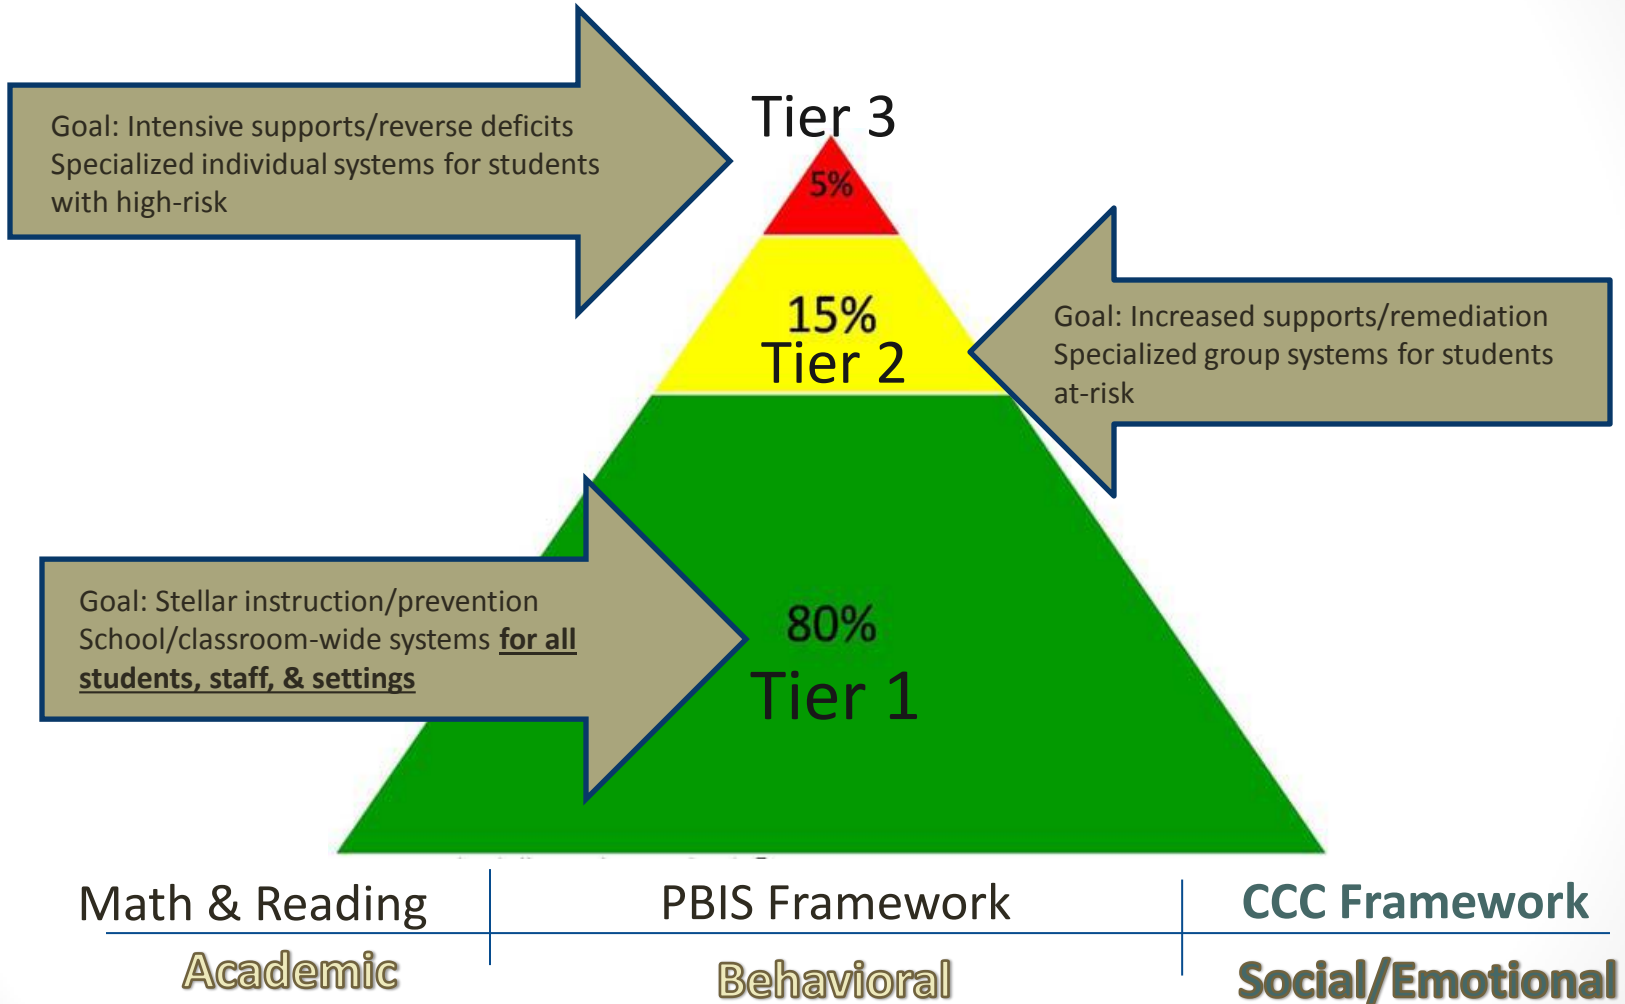 Tier 3
5%
Goal: Intensive supports/reverse deficits
Specialized individual systems for students
with high-risk
15%
Tier 2
Goal: Increased supports/remediation
Specialized group systems for students
at-risk
Goal: Stellar instruction/prevention
School/classroom-wide systems for all
students, staff, & settings
80%
Tier 1
Math & Reading
PBIS Framework
CCC Framework
Academic
Behavioral
Social/Emotional